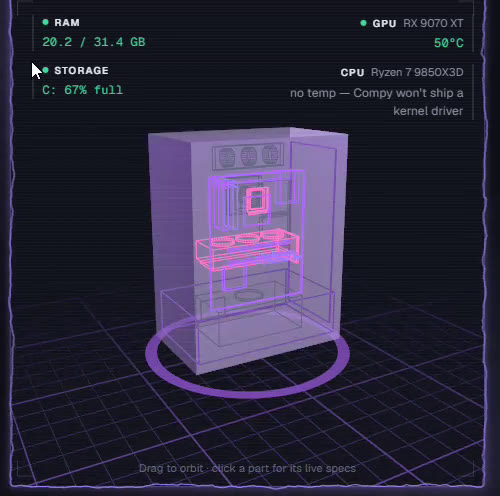 RAM
20.2 / 31.4 GB
GPU RX 9070 XT
50°C
STORAGE
C: 67% full
CPU Ryzen 7 9850X3D
no temp — Compy won't ship a
kernel driver
Drag to orbit · click a part for its live specs